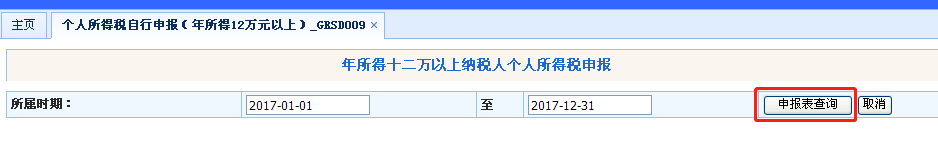 主页 个人所得税自行申报（年所得12万元以上）_GRSD009 ×
年所得十二万以上纳税人个人所得税申报
所属时期： 2017-01-01 至 2017-12-31 申报表查询 取消